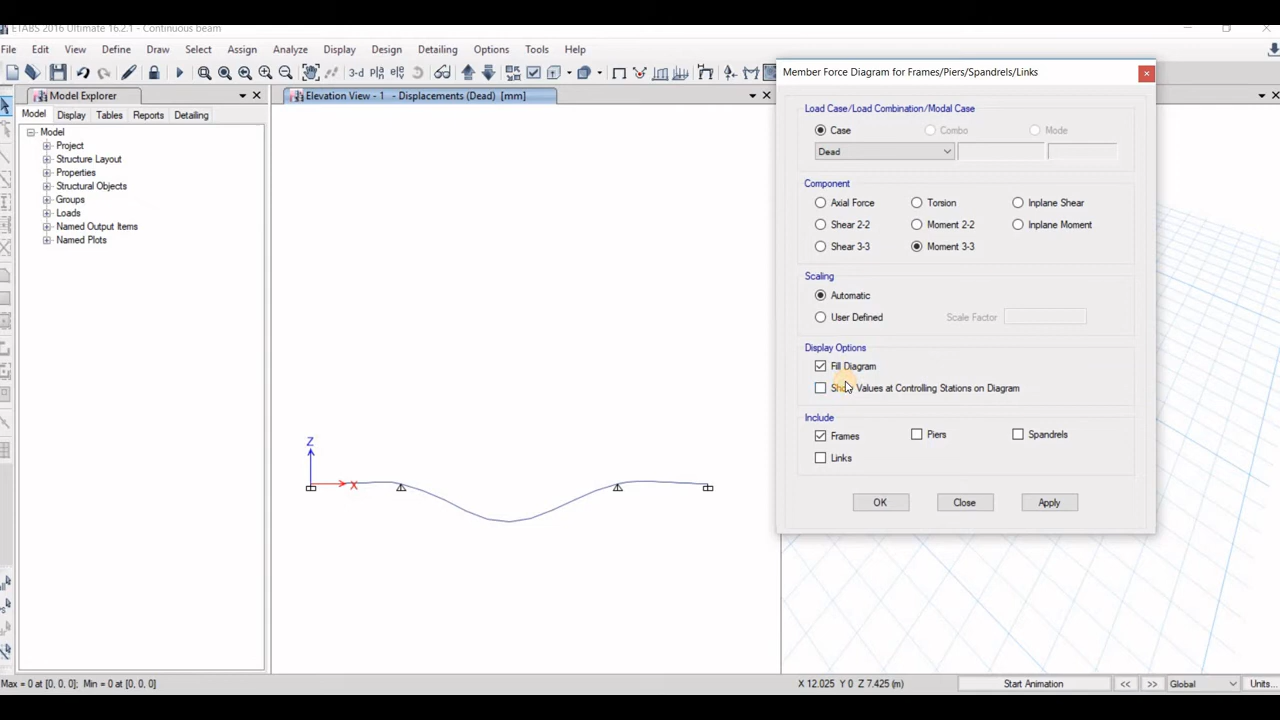 ETABS 2016 Ultimate 16.2.1 - Continuous beam
File Edit View Define Draw Select Assign Analyze Display Design Detailing Options Tools Help
3-d
Model Explorer
Model Display Tables Reports Detailing
Model
Project
Structure Layout
Properties
Structural Objects
Groups
Loads
Named Output Items
Named Plots
Elevation View - 1 - Displacements (Dead) [mm]
Z
X
Member Force Diagram for Frames/Piers/Spandrels/Links
Load Case/Load Combination/Modal Case
Case Combo Mode
Dead
Component
Axial Force Torsion Inplane Shear
Shear 2-2 Moment 2-2 Inplane Moment
Shear 3-3 Moment 3-3
Scaling
Automatic
User Defined Scale Factor
Display Options
Fill Diagram
Show Values at Controlling Stations on Diagram
Include
Frames Piers Spandrels
Links
OK Close Apply
Max = 0 at [0, 0, 0]; Min = 0 at [0, 0, 0] X 12.025 Y 0 Z 7.425 (m) Start Animation << >> Global Units...